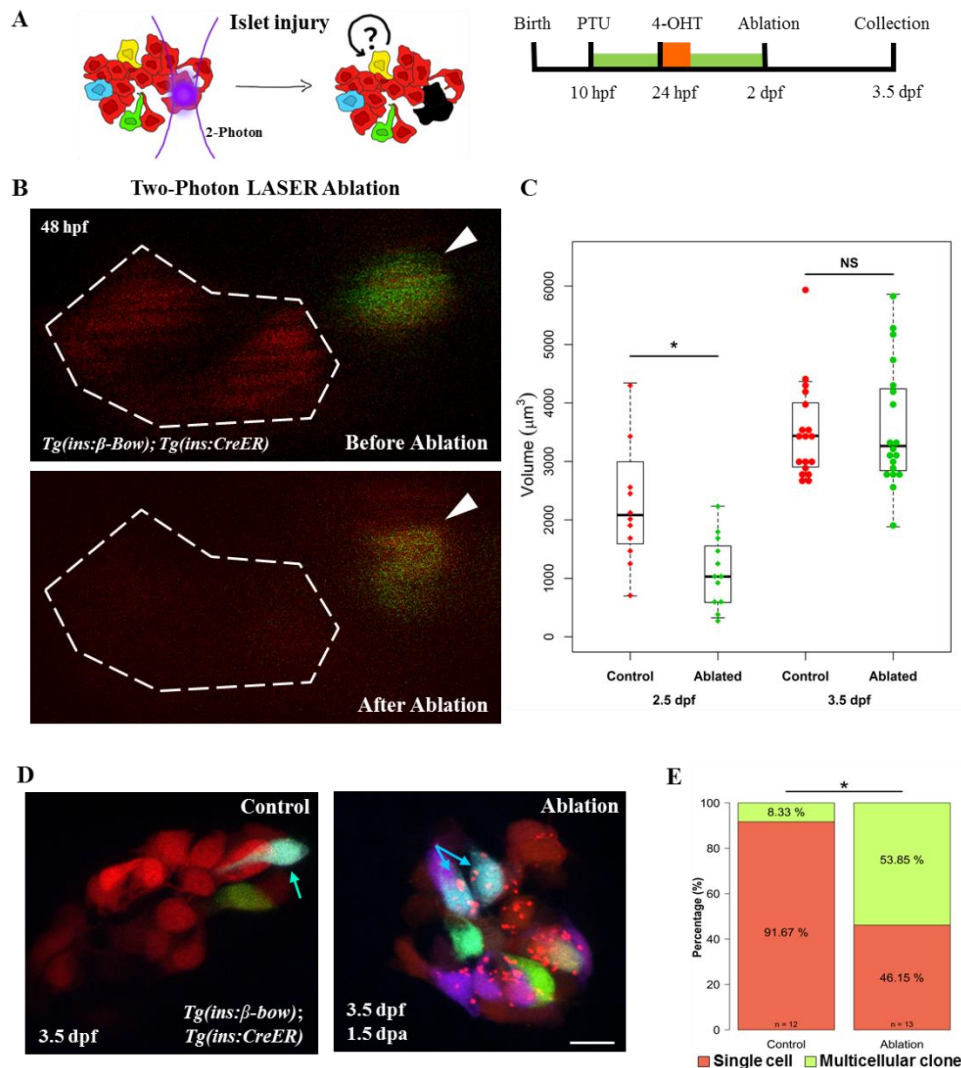 A
Islet injury
?
2-Photon
Birth PTU 4-OHT Ablation Collection
10 hpf 24 hpf 2 dpf 3.5 dpf
B
Two-Photon LASER Ablation
48 hpf
Tg(ins:β-Bow); Tg(ins:CreER)
Before Ablation
After Ablation
C
Volume (μm³)
6000
5000
4000
3000
2000
1000
0
*
NS
Control Ablated Control Ablated
2.5 dpf 3.5 dpf
D
Control
3.5 dpf
Tg(ins:β-bow);
Tg(ins:CreER)
Ablation
3.5 dpf
1.5 dpa
E
*
Percentage (%)
100
80
60
40
20
0
8.33 %
91.67 %
n = 12
53.85 %
46.15 %
n = 13
Control Ablation
Single cell Multicellular clone